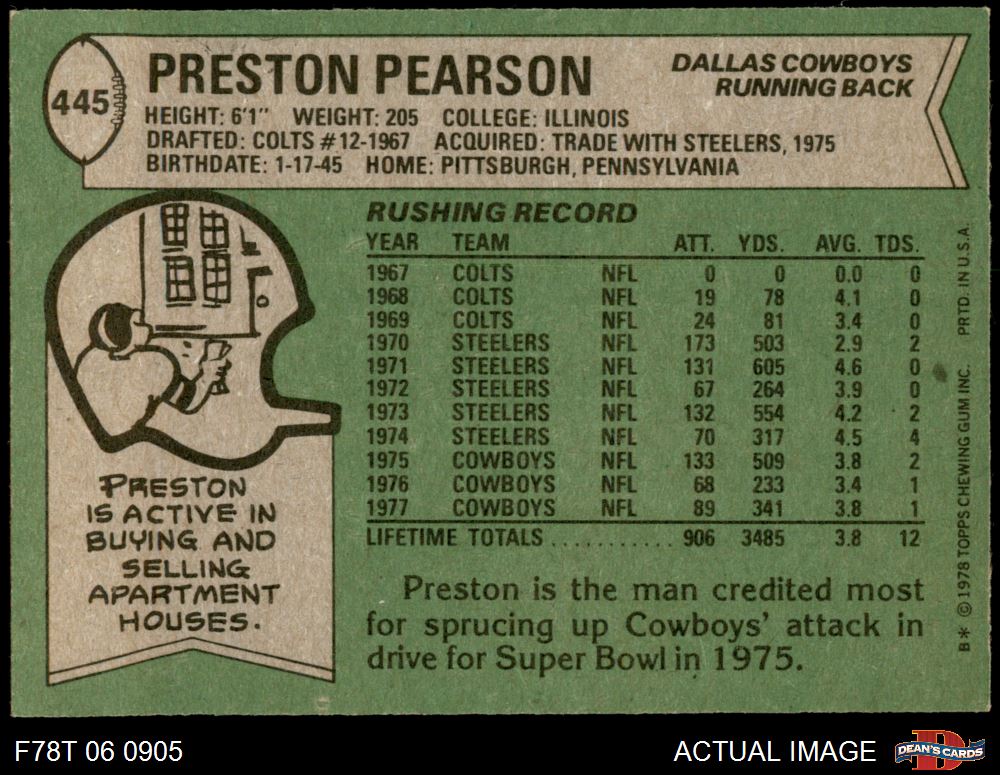 445
PRESTON PEARSON
DALLAS COWBOYS
RUNNING BACK
HEIGHT: 6'1" WEIGHT: 205 COLLEGE: ILLINOIS
DRAFTED: COLTS #12-1967 ACQUIRED: TRADE WITH STEELERS, 1975
BIRTHDATE: 1-17-45 HOME: PITTSBURGH, PENNSYLVANIA
RUSHING RECORD
YEAR TEAM ATT. YDS. AVG. TDS.
1967 COLTS NFL 0 0 0.0 0
1968 COLTS NFL 19 78 4.1 0
1969 COLTS NFL 24 81 3.4 0
1970 STEELERS NFL 173 503 2.9 2
1971 STEELERS NFL 131 605 4.6 0
1972 STEELERS NFL 67 264 3.9 0
1973 STEELERS NFL 132 554 4.2 2
1974 STEELERS NFL 70 317 4.5 4
1975 COWBOYS NFL 133 509 3.8 2
1976 COWBOYS NFL 68 233 3.4 1
1977 COWBOYS NFL 89 341 3.8 1
LIFETIME TOTALS ........... 906 3485 3.8 12
PRESTON
IS ACTIVE IN
BUYING AND
SELLING
APARTMENT
HOUSES.
Preston is the man credited most
for sprucing up Cowboys' attack in
drive for Super Bowl in 1975.
B* © 1978 TOPPS CHEWING GUM INC. PRTD. IN U.S.A.
F78T 06 0905
ACTUAL IMAGE
D
DEAN'S CARDS